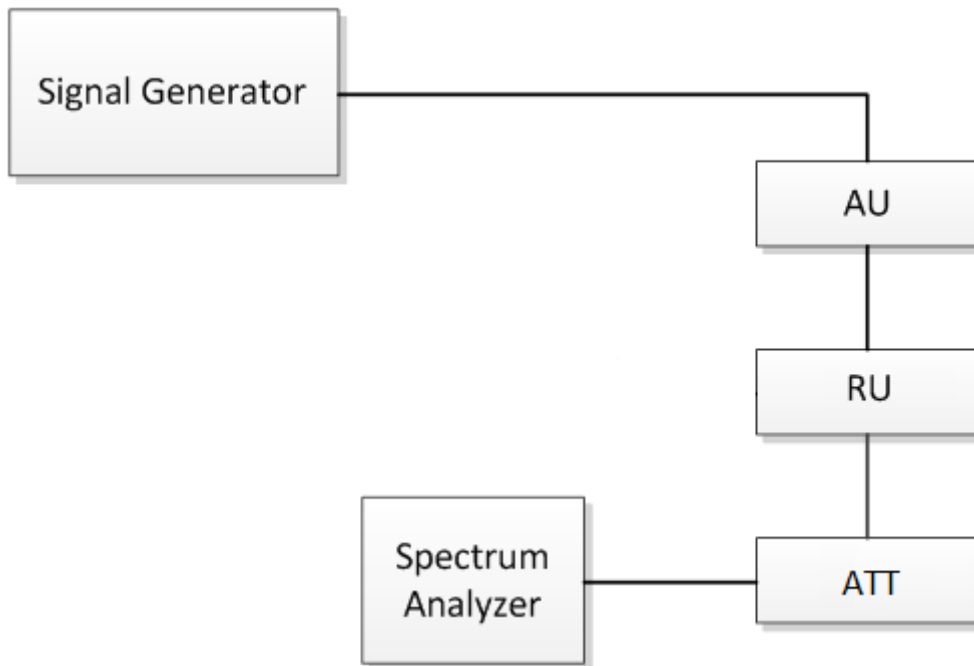 Signal Generator
AU
RU
Spectrum
Analyzer
ATT